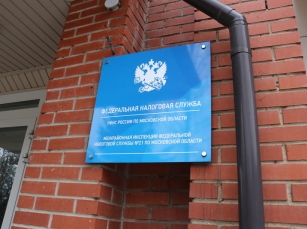 ФЕДЕРАЛЬНАЯ НАЛОГОВАЯ СЛУЖБА
УФНС РОССИИ ПО МОСКОВСКОЙ ОБЛАСТИ
МЕЖРАЙОННАЯ ИНСПЕКЦИЯ ФЕДЕРАЛЬНОЙ
НАЛОГОВОЙ СЛУЖБЫ №21 ПО МОСКОВСКОЙ ОБЛАСТИ